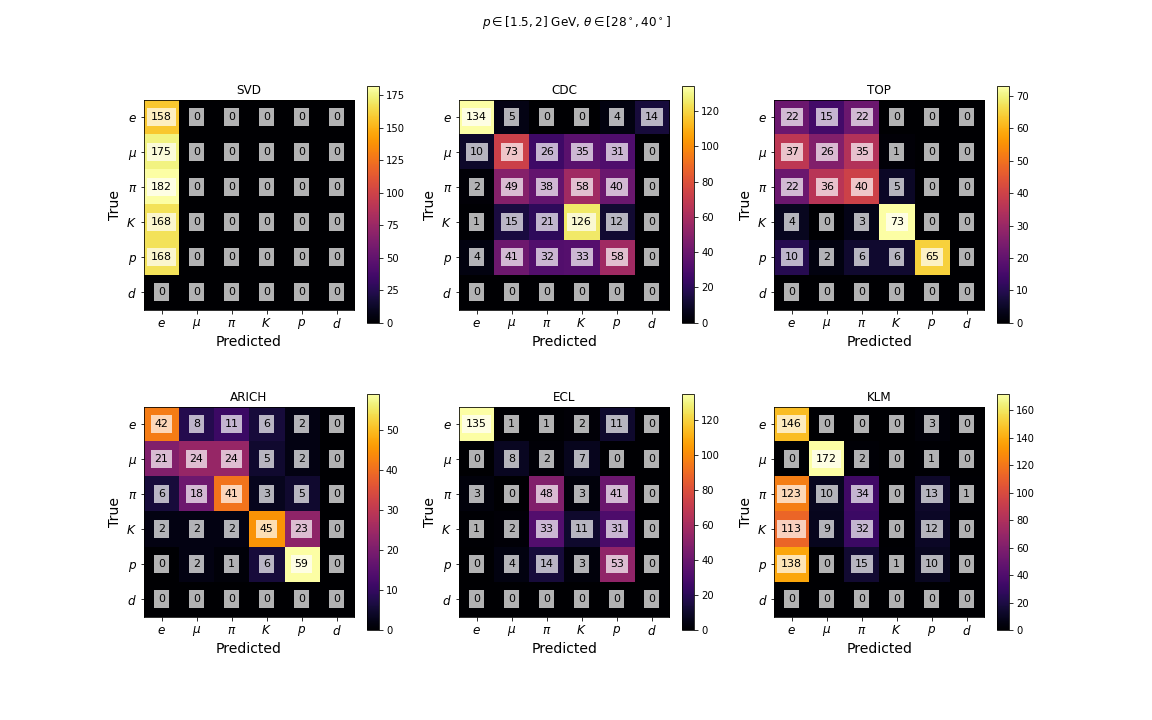 p ∈ [1.5, 2] GeV, θ ∈ [28°, 40°]
SVD
True
e 158 0 0 0 0 0
μ 175 0 0 0 0 0
π 182 0 0 0 0 0
K 168 0 0 0 0 0
p 168 0 0 0 0 0
d 0 0 0 0 0 0
e μ π K p d
Predicted
175
150
125
100
75
50
25
0
CDC
True
e 134 5 0 0 4 14
μ 10 73 26 35 31 0
π 2 49 38 58 40 0
K 1 15 21 126 12 0
p 4 41 32 33 58 0
d 0 0 0 0 0 0
e μ π K p d
Predicted
120
100
80
60
40
20
0
TOP
True
e 22 15 22 0 0 0
μ 37 26 35 1 0 0
π 22 36 40 5 0 0
K 4 0 3 73 0 0
p 10 2 6 6 65 0
d 0 0 0 0 0 0
e μ π K p d
Predicted
70
60
50
40
30
20
10
0
ARICH
True
e 42 8 11 6 2 0
μ 21 24 24 5 2 0
π 6 18 41 3 5 0
K 2 2 2 45 23 0
p 0 2 1 6 59 0
d 0 0 0 0 0 0
e μ π K p d
Predicted
50
40
30
20
10
0
ECL
True
e 135 1 1 2 11 0
μ 0 8 2 7 0 0
π 3 0 48 3 41 0
K 1 2 33 11 31 0
p 0 4 14 3 53 0
d 0 0 0 0 0 0
e μ π K p d
Predicted
120
100
80
60
40
20
0
KLM
True
e 146 0 0 0 3 0
μ 0 172 2 0 1 0
π 123 10 34 0 13 1
K 113 9 32 0 12 0
p 138 0 15 1 10 0
d 0 0 0 0 0 0
e μ π K p d
Predicted
160
140
120
100
80
60
40
20
0